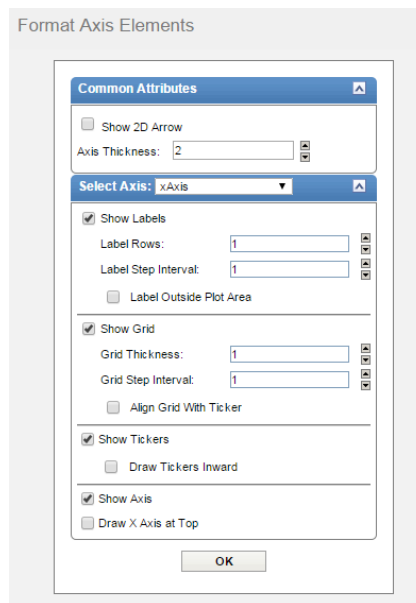 Format Axis Elements
Common Attributes
Show 2D Arrow
Axis Thickness: 2
Select Axis: xAxis
Show Labels
Label Rows: 1
Label Step Interval: 1
Label Outside Plot Area
Show Grid
Grid Thickness: 1
Grid Step Interval: 1
Align Grid With Ticker
Show Tickers
Draw Tickers Inward
Show Axis
Draw X Axis at Top
OK